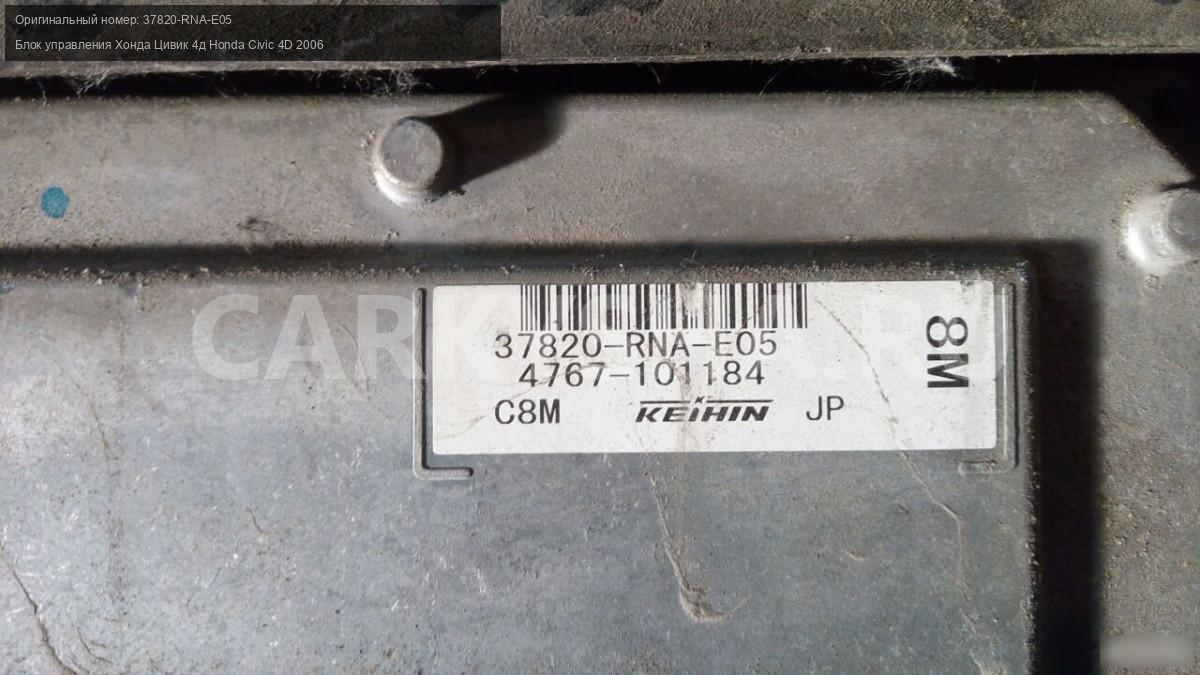 Оригинальный номер: 37820-RNA-E05
Блок управления Хонда Цивик 4д Honda Civic 4D 2006
37820-RNA-E05
4767-101184
C8M KEIHIN JP
8M